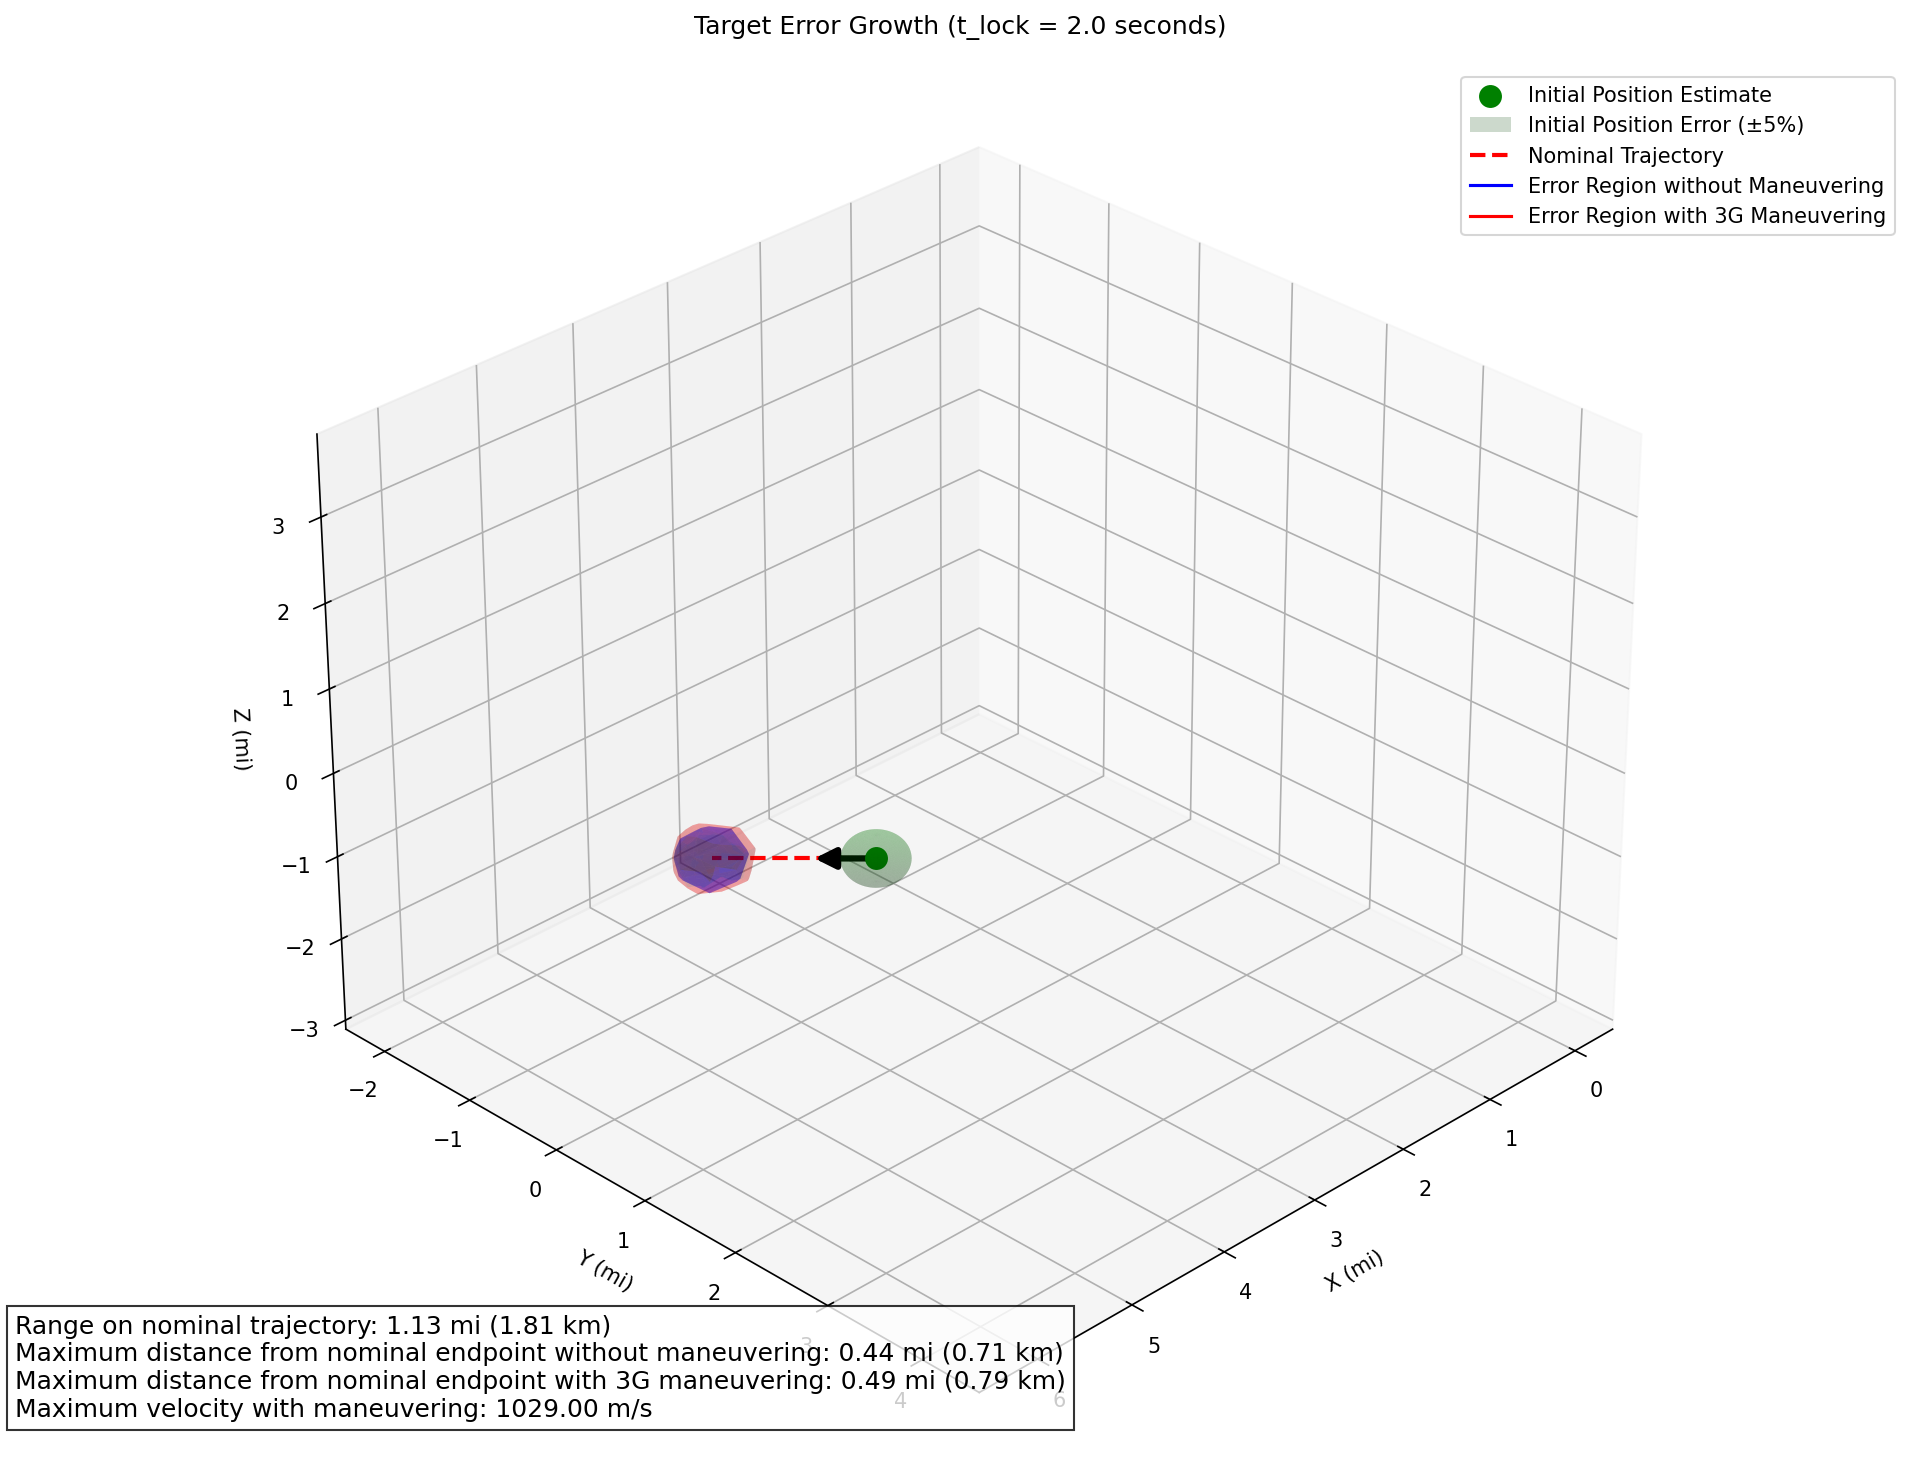 Target Error Growth (t_lock = 2.0 seconds)
Initial Position Estimate
Initial Position Error (±5%)
Nominal Trajectory
Error Region without Maneuvering
Error Region with 3G Maneuvering
3
2
1
0
−1
−2
−3
Z (mi)
−2
−1
0
1
2
3
4
Y (mi)
0
1
2
3
4
5
6
X (mi)
Range on nominal trajectory: 1.13 mi (1.81 km)
Maximum distance from nominal endpoint without maneuvering: 0.44 mi (0.71 km)
Maximum distance from nominal endpoint with 3G maneuvering: 0.49 mi (0.79 km)
Maximum velocity with maneuvering: 1029.00 m/s